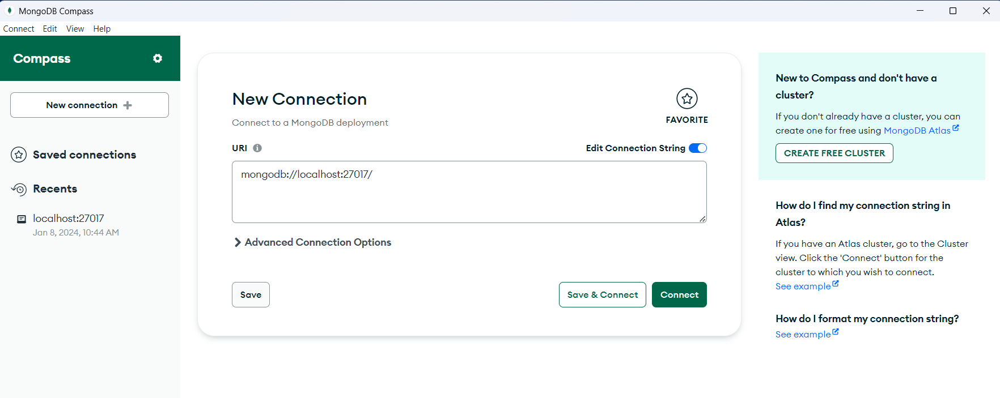 MongoDB Compass
Connect Edit View Help
Compass
New connection
Saved connections
Recents
localhost:27017
Jan 8, 2024, 10:44 AM
New Connection
Connect to a MongoDB deployment
FAVORITE
URI
Edit Connection String
mongodb://localhost:27017/
Advanced Connection Options
Save
Save & Connect
Connect
New to Compass and don't have a
cluster?
If you don't already have a cluster, you can
create one for free using MongoDB Atlas
CREATE FREE CLUSTER
How do I find my connection string in
Atlas?
If you have an Atlas cluster, go to the Cluster
view. Click the 'Connect' button for the
cluster to which you wish to connect.
See example
How do I format my connection string?
See example